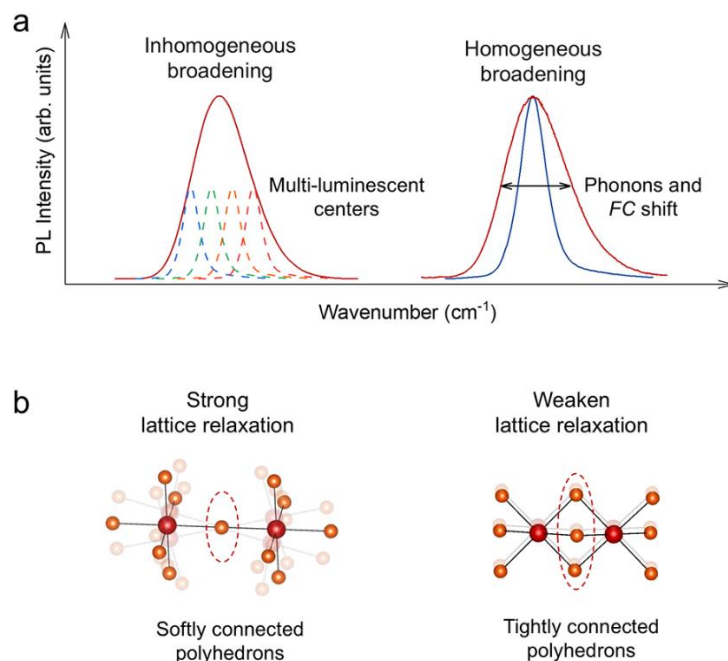 a
Inhomogeneous
broadening
Homogeneous
broadening
PL Intensity (arb. units)
Multi-luminescent
centers
Phonons and
FC shift
Wavenumber (cm⁻¹)
b
Strong
lattice relaxation
Weaken
lattice relaxation
Softly connected
polyhedrons
Tightly connected
polyhedrons